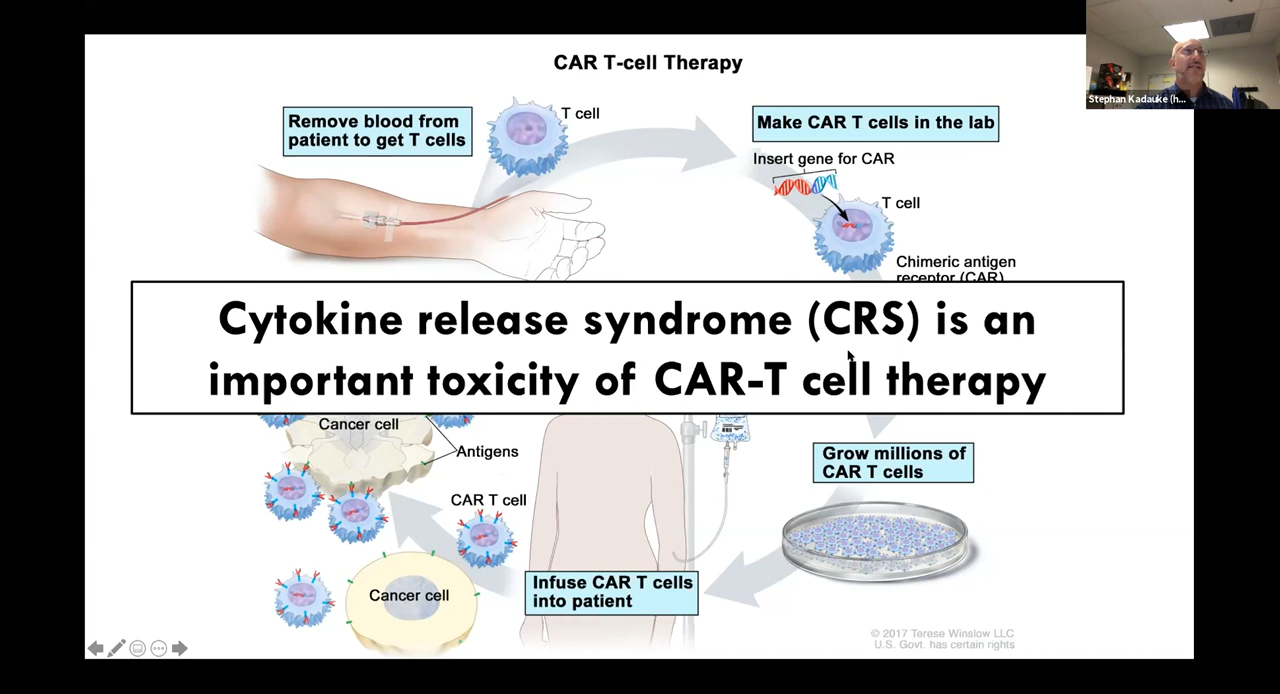 CAR T-cell Therapy
Stephan Kadauke (h...
Remove blood from
patient to get T cells
T cell
Make CAR T cells in the lab
Insert gene for CAR
T cell
Chimeric antigen
receptor (CAR)
Cytokine release syndrome (CRS) is an
important toxicity of CAR-T cell therapy
Cancer cell
Antigens
CAR T cell
Grow millions of
CAR T cells
Infuse CAR T cells
into patient
Cancer cell
© 2017 Terese Winslow LLC
U.S. Govt. has certain rights